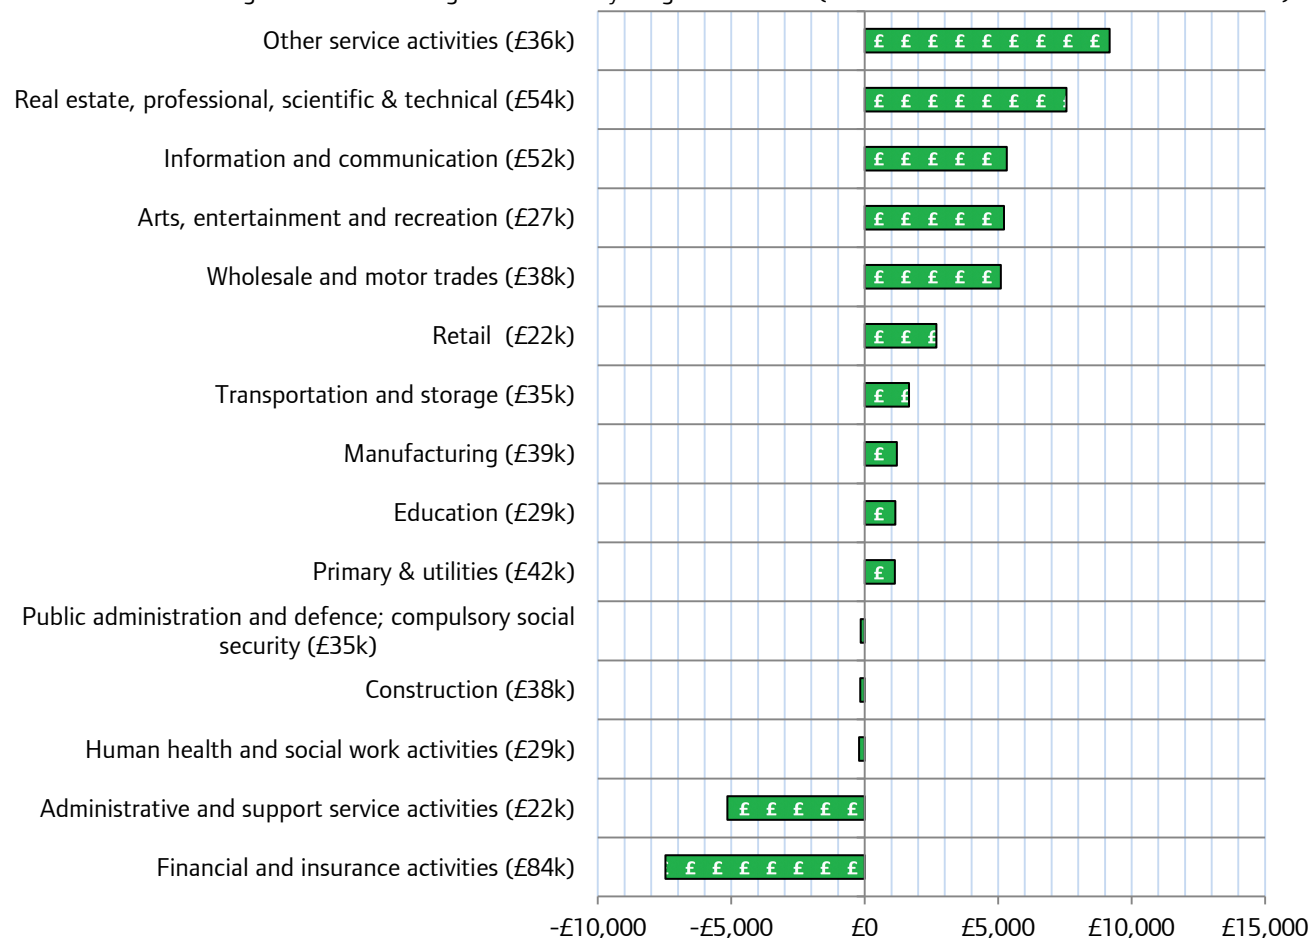 Other service activities (£36k)
£ £ £ £ £ £ £ £ £
Real estate, professional, scientific & technical (£54k)
£ £ £ £ £ £ £
Information and communication (£52k)
£ £ £ £ £
Arts, entertainment and recreation (£27k)
£ £ £ £ £
Wholesale and motor trades (£38k)
£ £ £ £ £
Retail (£22k)
£ £ £
Transportation and storage (£35k)
£ £
Manufacturing (£39k)
£
Education (£29k)
£
Primary & utilities (£42k)
£
Public administration and defence; compulsory social
security (£35k)
Construction (£38k)
Human health and social work activities (£29k)
Administrative and support service activities (£22k)
£ £ £ £ £
Financial and insurance activities (£84k)
£ £ £ £ £ £ £
-£10,000 -£5,000 £0 £5,000 £10,000 £15,000